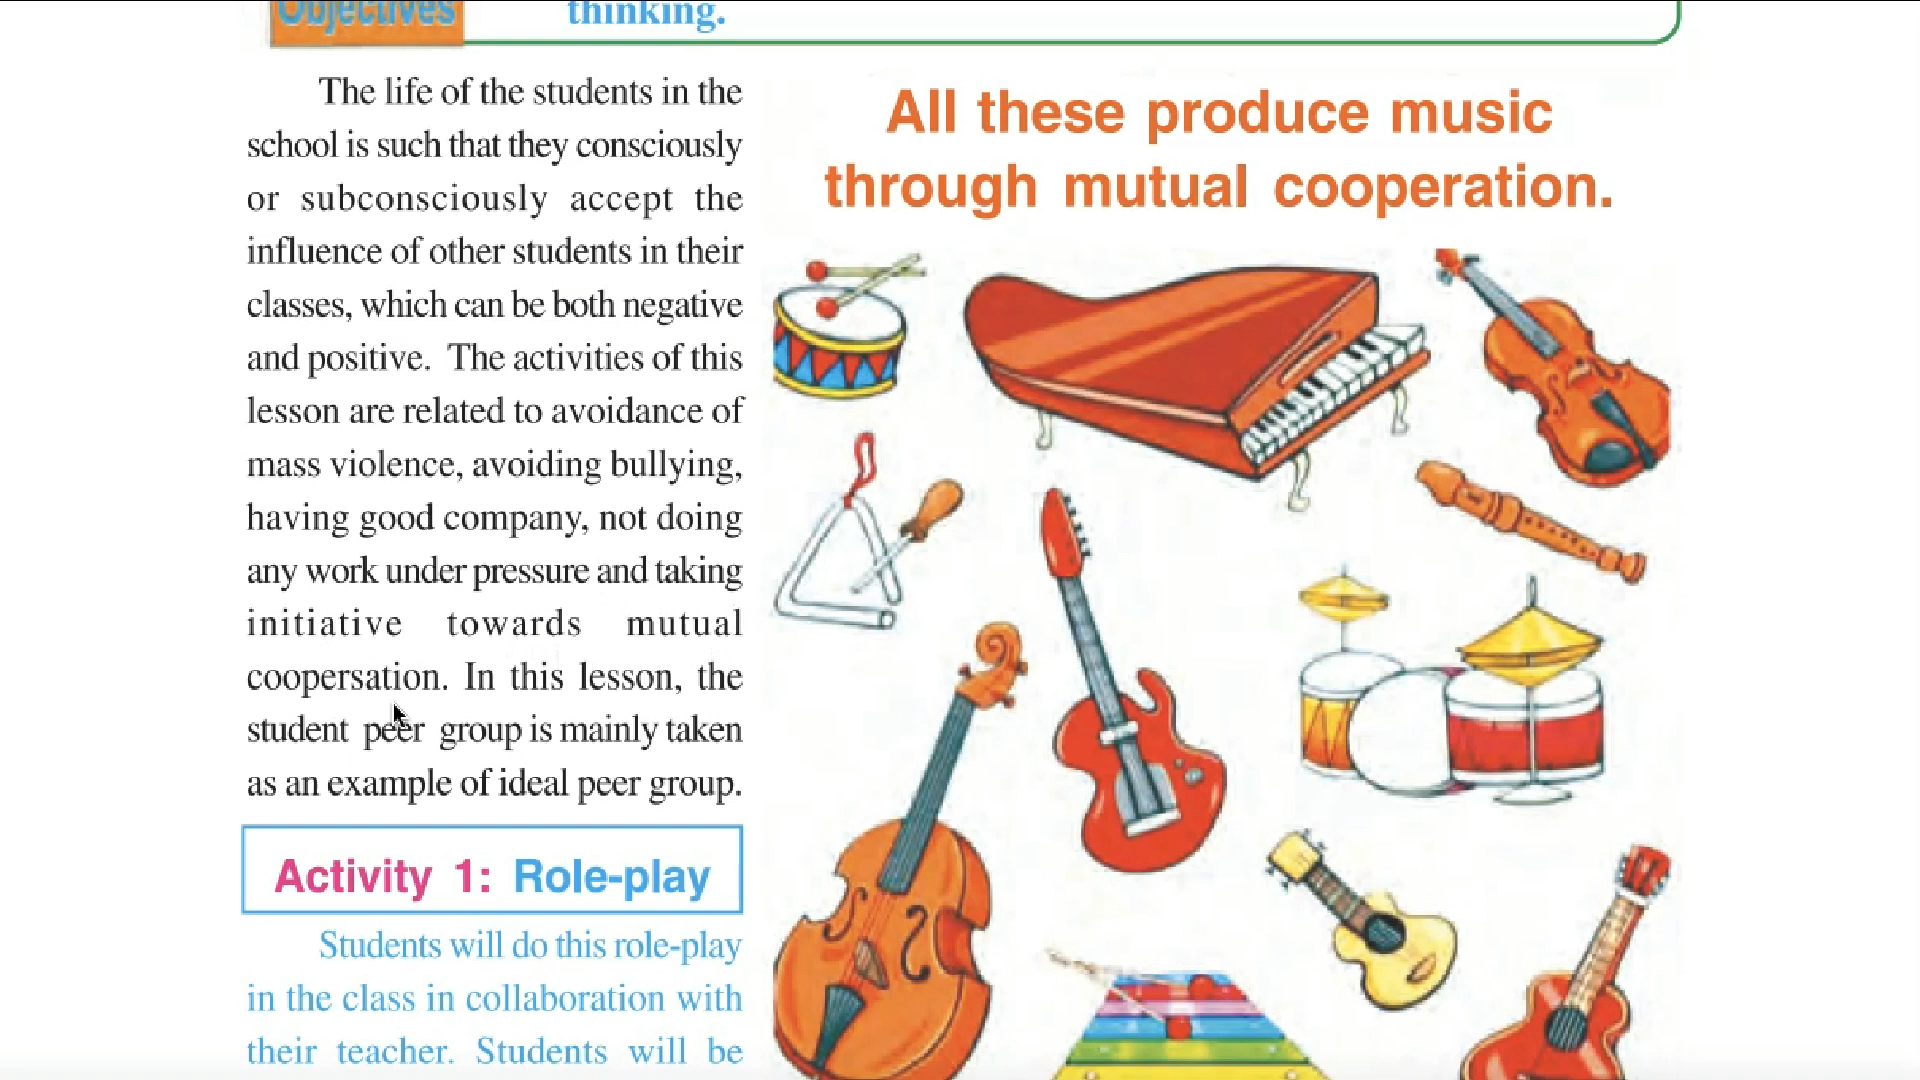 Objectives
thinking.
The life of the students in the
school is such that they consciously
or subconsciously accept the
influence of other students in their
classes, which can be both negative
and positive. The activities of this
lesson are related to avoidance of
mass violence, avoiding bullying,
having good company, not doing
any work under pressure and taking
initiative towards mutual
coopersation. In this lesson, the
student peer group is mainly taken
as an example of ideal peer group.
Activity 1: Role-play
Students will do this role-play
in the class in collaboration with
their teacher. Students will be
All these produce music
through mutual cooperation.